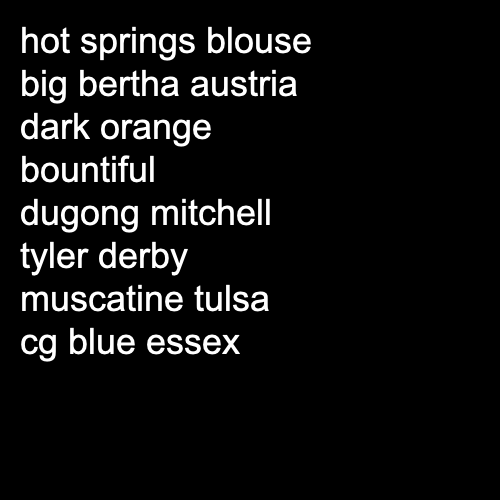 hot springs blouse
big bertha austria
dark orange
bountiful
dugong mitchell
tyler derby
muscatine tulsa
cg blue essex